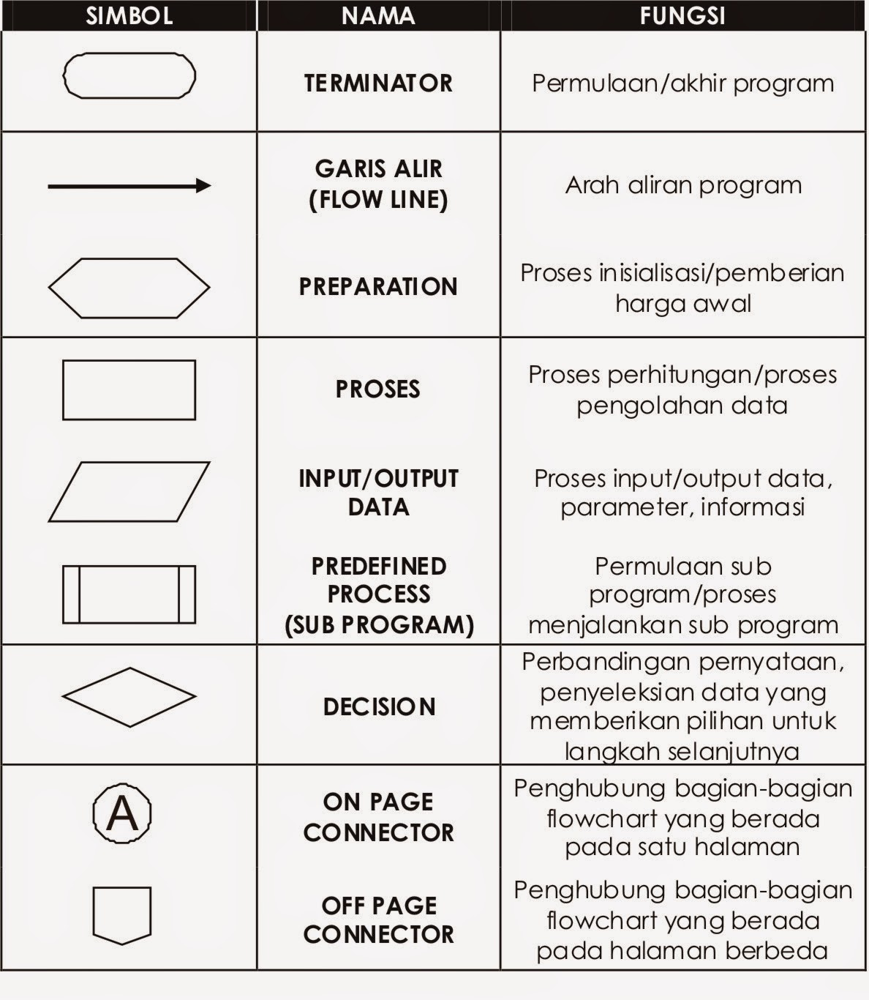 SIMBOL NAMA FUNGSI
TERMINATOR Permulaan/akhir program
GARIS ALIR
(FLOW LINE)
Arah aliran program
PREPARATION
Proses inisialisasi/pemberian
harga awal
PROSES
Proses perhitungan/proses
pengolahan data
INPUT/OUTPUT
DATA
Proses input/output data,
parameter, informasi
PREDEFINED
PROCESS
(SUB PROGRAM)
Permulaan sub
program/proses
menjalankan sub program
DECISION
Perbandingan pernyataan,
penyeleksian data yang
memberikan pilihan untuk
langkah selanjutnya
A
ON PAGE
CONNECTOR
Penghubung bagian-bagian
flowchart yang berada
pada satu halaman
OFF PAGE
CONNECTOR
Penghubung bagian-bagian
flowchart yang berada
pada halaman berbeda